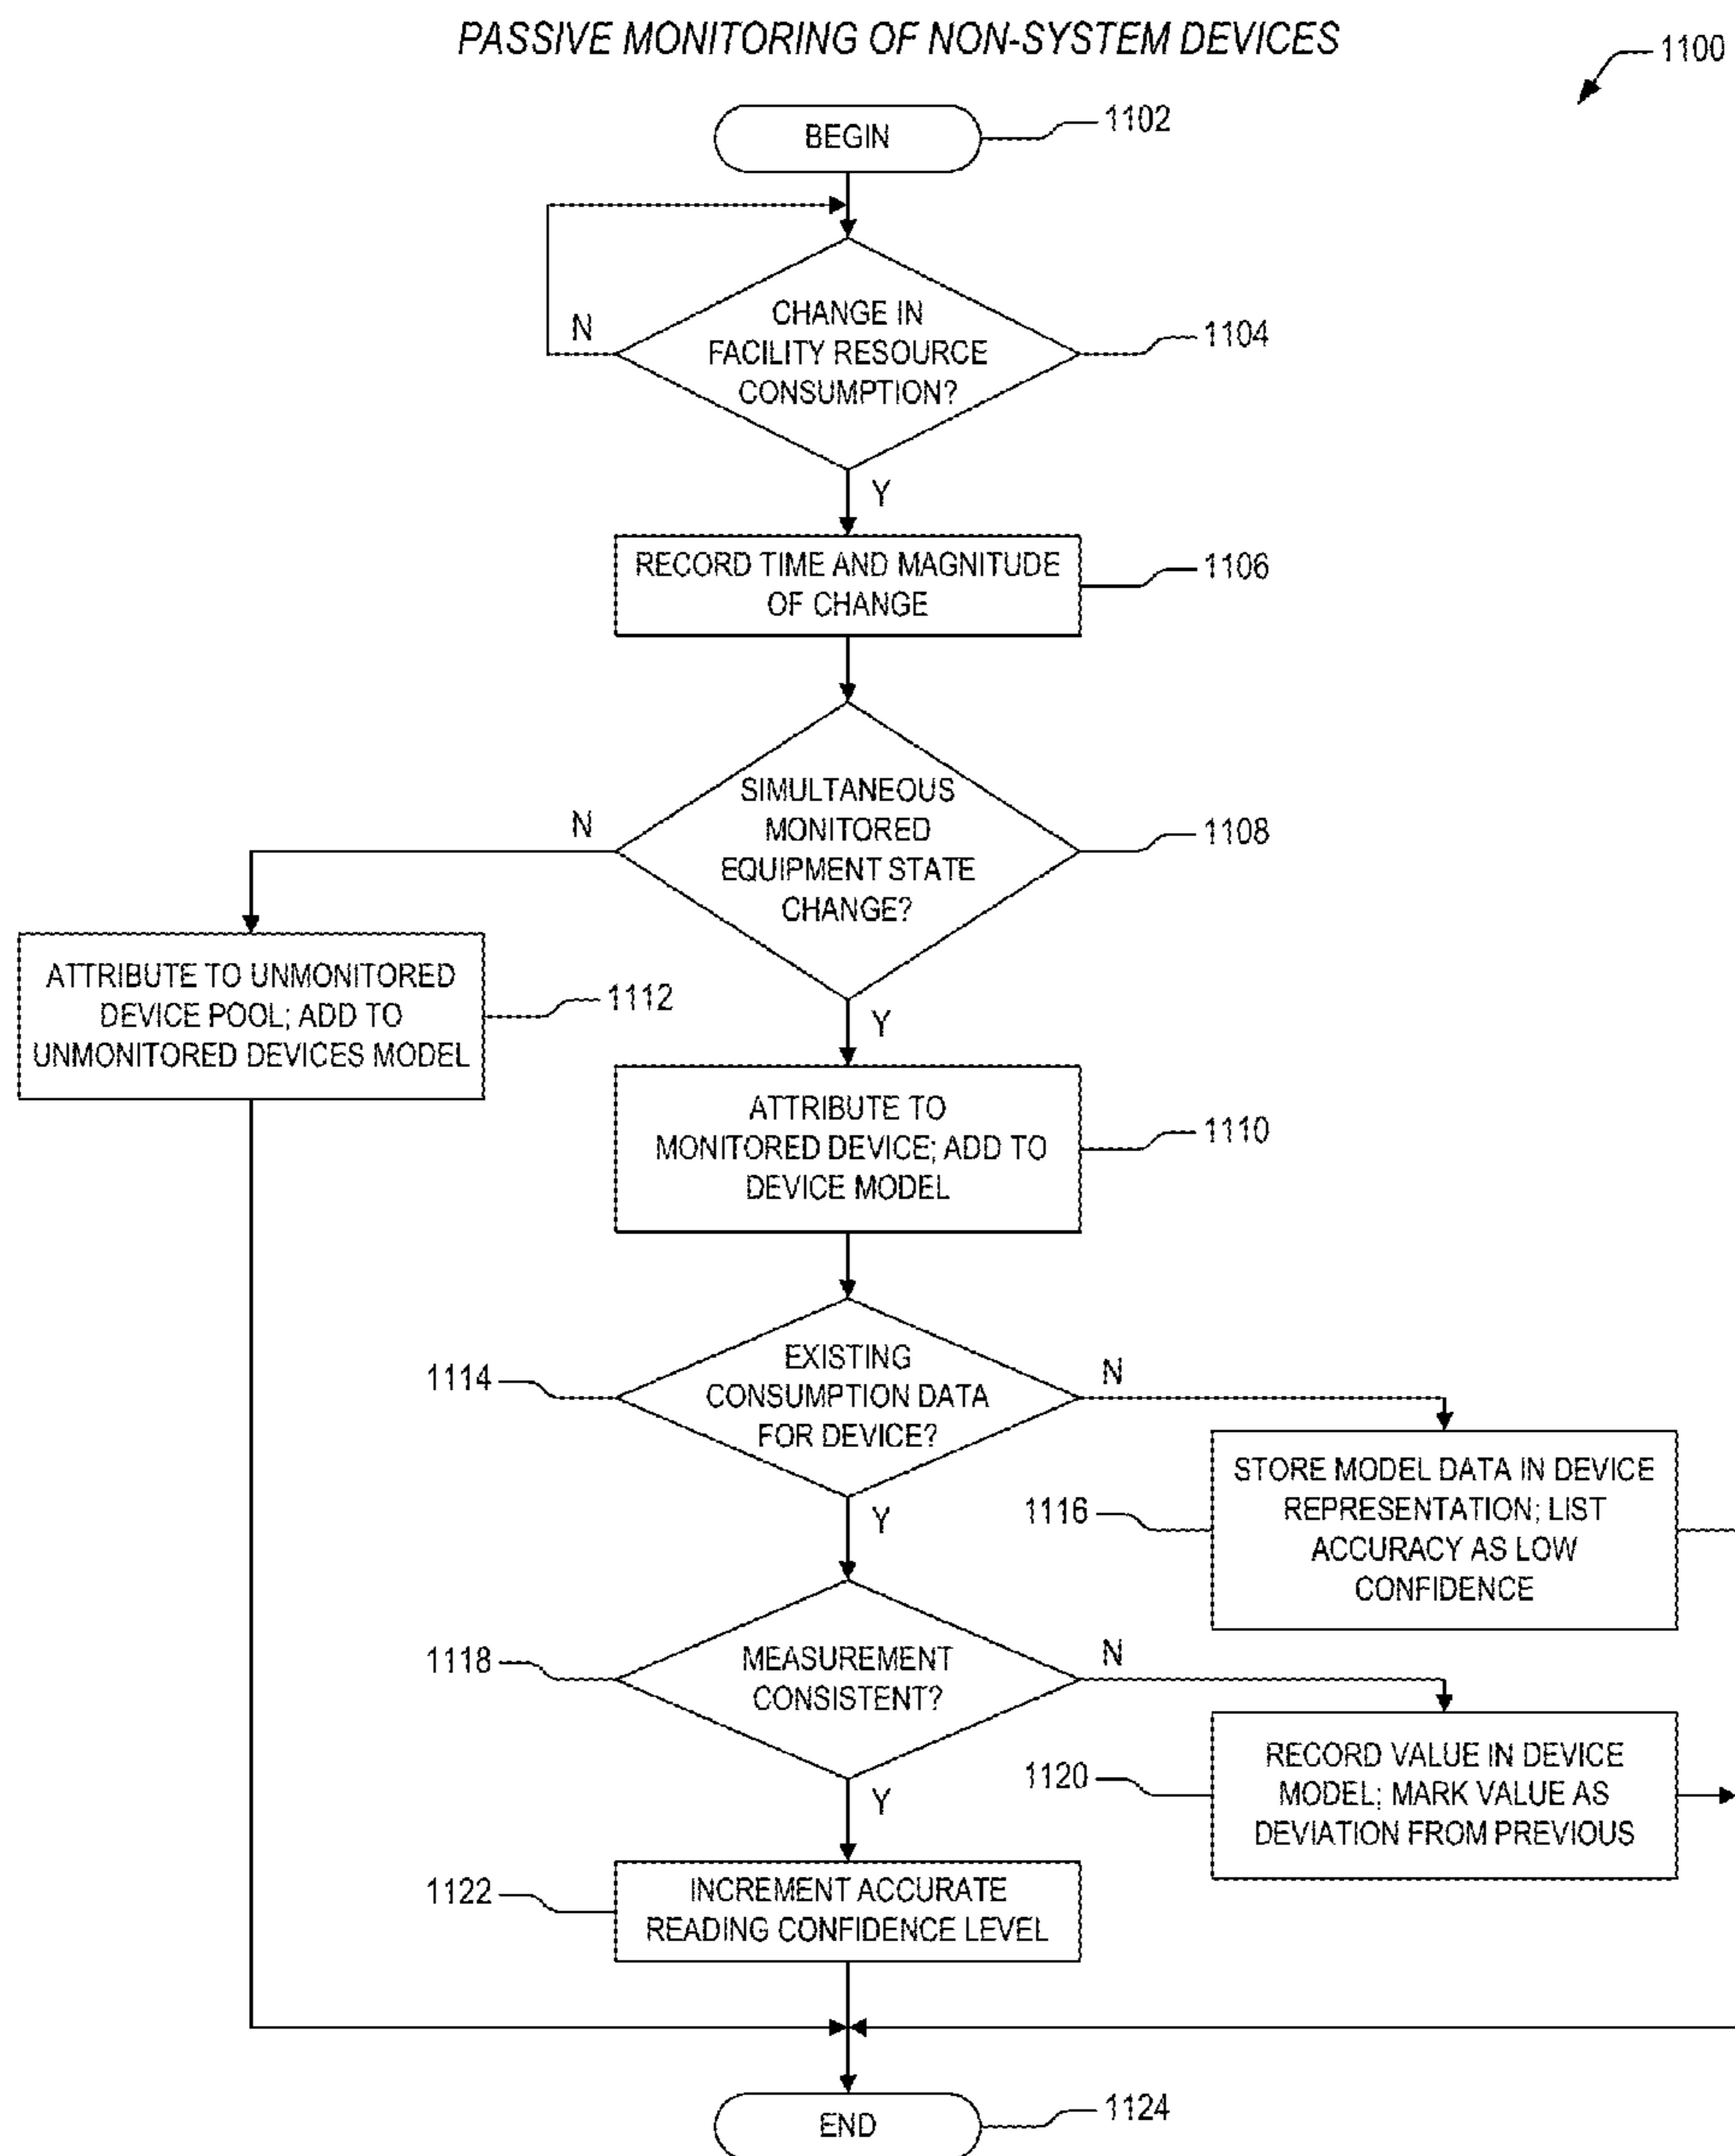 PASSIVE MONITORING OF NON-SYSTEM DEVICES
1100
BEGIN
1102
CHANGE IN
FACILITY RESOURCE
CONSUMPTION?
N
1104
Y
RECORD TIME AND MAGNITUDE
OF CHANGE
1106
SIMULTANEOUS
MONITORED
EQUIPMENT STATE
CHANGE?
N
1108
Y
ATTRIBUTE TO UNMONITORED
DEVICE POOL; ADD TO
UNMONITORED DEVICES MODEL
1112
ATTRIBUTE TO
MONITORED DEVICE; ADD TO
DEVICE MODEL
1110
1114
EXISTING
CONSUMPTION DATA
FOR DEVICE?
N
Y
1116
STORE MODEL DATA IN DEVICE
REPRESENTATION; LIST
ACCURACY AS LOW
CONFIDENCE
1118
MEASUREMENT
CONSISTENT?
N
Y
1120
RECORD VALUE IN DEVICE
MODEL; MARK VALUE AS
DEVIATION FROM PREVIOUS
1122
INCREMENT ACCURATE
READING CONFIDENCE LEVEL
END
1124